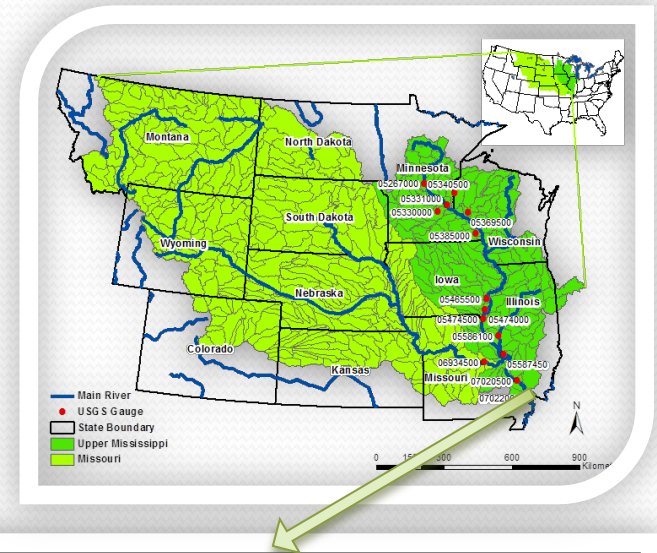 Montana
North Dakota
Minnesota
05267000 05340500
05331000
05330000
05369500
South Dakota
05385000
Wisconsin
Wyoming
Iowa
Nebraska
05465500
Illinois
05474500 05474000
05586100
Colorado
Kansas
06934500
05587450
Missouri
07020500
Main River
USGS Gauge
State Boundary
Upper Mississippi
Missouri
N
0
300
600
900